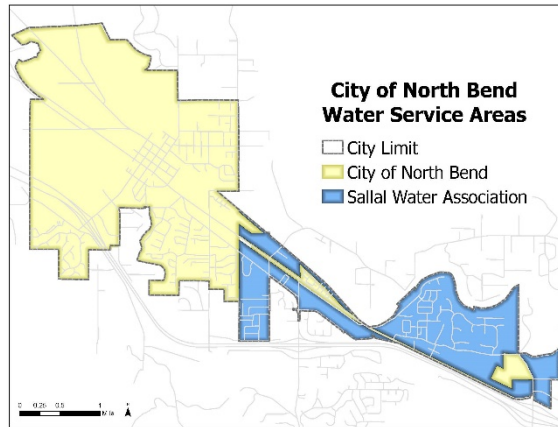 City of North Bend
Water Service Areas
City Limit
City of North Bend
Sallal Water Association
0 0.25 0.5 1
Mile